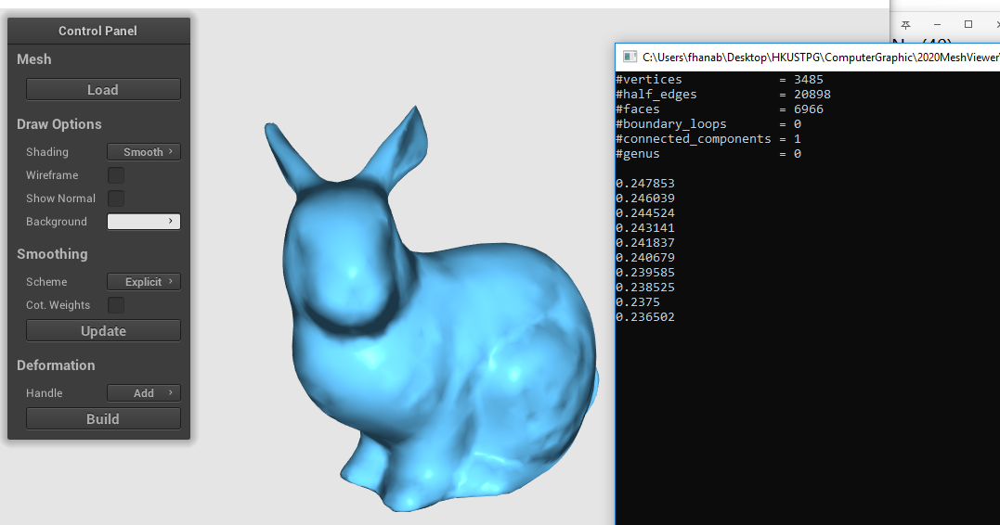 Control Panel
Mesh
Load
Draw Options
Shading Smooth
Wireframe
Show Normal
Background
Smoothing
Scheme Explicit
Cot. Weights
Update
Deformation
Handle Add
Build
C:\Users\fhanab\Desktop\HKUSTPG\ComputerGraphic\2020MeshViewer\
#vertices = 3485
#half_edges = 20898
#faces = 6966
#boundary_loops = 0
#connected_components = 1
#genus = 0
0.247853
0.246039
0.244524
0.243141
0.241837
0.240679
0.239585
0.238525
0.2375
0.236502